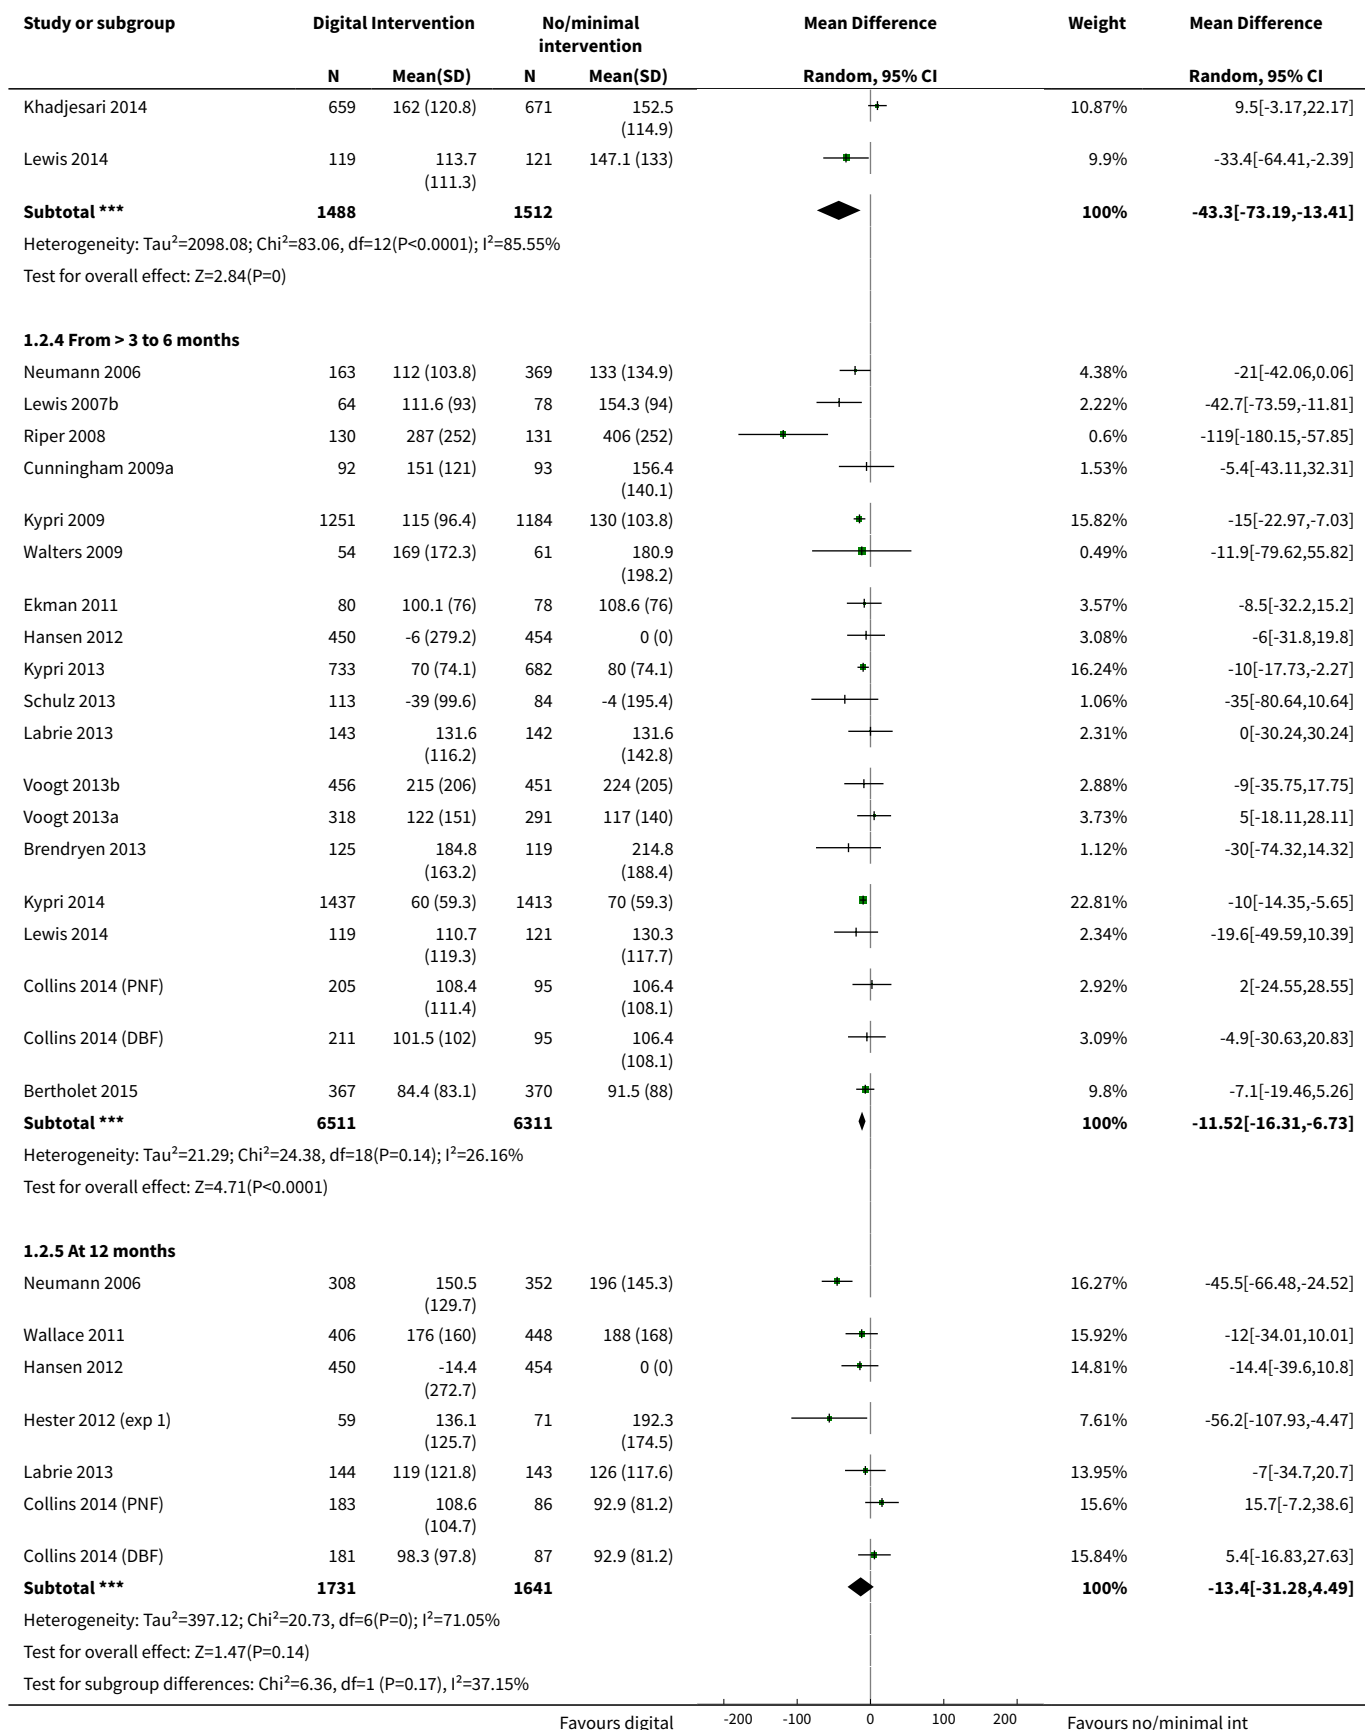 Study or subgroup Digital Intervention No/minimal intervention Mean Difference Weight Mean Difference
N Mean(SD) N Mean(SD) Random, 95% CI Random, 95% CI
Khadjesari 2014 659 162 (120.8) 671 152.5 (114.9) 10.87% 9.5[-3.17,22.17]
Lewis 2014 119 113.7 (111.3) 121 147.1 (133) 9.9% -33.4[-64.41,-2.39]
Subtotal *** 1488 1512 100% -43.3[-73.19,-13.41]
Heterogeneity: Tau²=2098.08; Chi²=83.06, df=12(P<0.0001); I²=85.55%
Test for overall effect: Z=2.84(P=0)
1.2.4 From > 3 to 6 months
Neumann 2006 163 112 (103.8) 369 133 (134.9) 4.38% -21[-42.06,0.06]
Lewis 2007b 64 111.6 (93) 78 154.3 (94) 2.22% -42.7[-73.59,-11.81]
Riper 2008 130 287 (252) 131 406 (252) 0.6% -119[-180.15,-57.85]
Cunningham 2009a 92 151 (121) 93 156.4 (140.1) 1.53% -5.4[-43.11,32.31]
Kypri 2009 1251 115 (96.4) 1184 130 (103.8) 15.82% -15[-22.97,-7.03]
Walters 2009 54 169 (172.3) 61 180.9 (198.2) 0.49% -11.9[-79.62,55.82]
Ekman 2011 80 100.1 (76) 78 108.6 (76) 3.57% -8.5[-32.2,15.2]
Hansen 2012 450 -6 (279.2) 454 0 (0) 3.08% -6[-31.8,19.8]
Kypri 2013 733 70 (74.1) 682 80 (74.1) 16.24% -10[-17.73,-2.27]
Schulz 2013 113 -39 (99.6) 84 -4 (195.4) 1.06% -35[-80.64,10.64]
Labrie 2013 143 131.6 (116.2) 142 131.6 (142.8) 2.31% 0[-30.24,30.24]
Voogt 2013b 456 215 (206) 451 224 (205) 2.88% -9[-35.75,17.75]
Voogt 2013a 318 122 (151) 291 117 (140) 3.73% 5[-18.11,28.11]
Brendryen 2013 125 184.8 (163.2) 119 214.8 (188.4) 1.12% -30[-74.32,14.32]
Kypri 2014 1437 60 (59.3) 1413 70 (59.3) 22.81% -10[-14.35,-5.65]
Lewis 2014 119 110.7 (119.3) 121 130.3 (117.7) 2.34% -19.6[-49.59,10.39]
Collins 2014 (PNF) 205 108.4 (111.4) 95 106.4 (108.1) 2.92% 2[-24.55,28.55]
Collins 2014 (DBF) 211 101.5 (102) 95 106.4 (108.1) 3.09% -4.9[-30.63,20.83]
Bertholet 2015 367 84.4 (83.1) 370 91.5 (88) 9.8% -7.1[-19.46,5.26]
Subtotal *** 6511 6311 100% -11.52[-16.31,-6.73]
Heterogeneity: Tau²=21.29; Chi²=24.38, df=18(P=0.14); I²=26.16%
Test for overall effect: Z=4.71(P<0.0001)
1.2.5 At 12 months
Neumann 2006 308 150.5 (129.7) 352 196 (145.3) 16.27% -45.5[-66.48,-24.52]
Wallace 2011 406 176 (160) 448 188 (168) 15.92% -12[-34.01,10.01]
Hansen 2012 450 -14.4 (272.7) 454 0 (0) 14.81% -14.4[-39.6,10.8]
Hester 2012 (exp 1) 59 136.1 (125.7) 71 192.3 (174.5) 7.61% -56.2[-107.93,-4.47]
Labrie 2013 144 119 (121.8) 143 126 (117.6) 13.95% -7[-34.7,20.7]
Collins 2014 (PNF) 183 108.6 (104.7) 86 92.9 (81.2) 15.6% 15.7[-7.2,38.6]
Collins 2014 (DBF) 181 98.3 (97.8) 87 92.9 (81.2) 15.84% 5.4[-16.83,27.63]
Subtotal *** 1731 1641 100% -13.4[-31.28,4.49]
Heterogeneity: Tau²=397.12; Chi²=20.73, df=6(P=0); I²=71.05%
Test for overall effect: Z=1.47(P=0.14)
Test for subgroup differences: Chi²=6.36, df=1 (P=0.17), I²=37.15%
Favours digital -200 -100 0 100 200 Favours no/minimal int